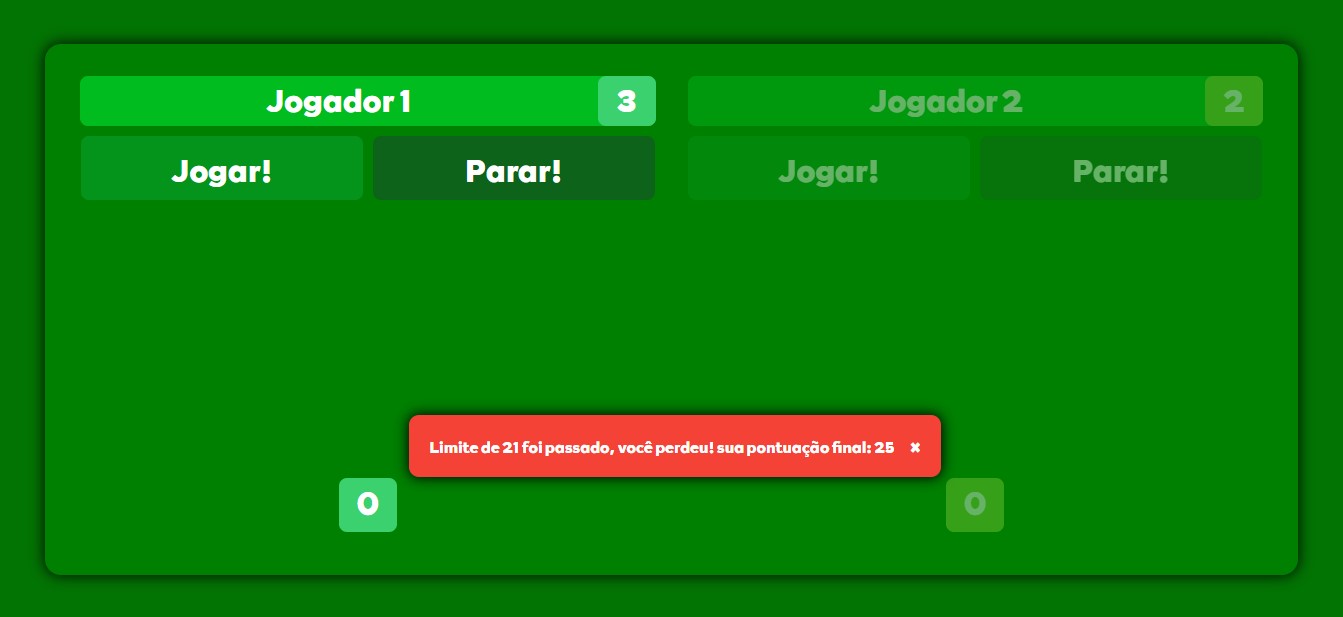 Jogador 1 3
Jogador 2 2
Jogar! Parar!
Jogar! Parar!
Limite de 21 foi passado, você perdeu! sua pontuação final: 25 ×
0
0